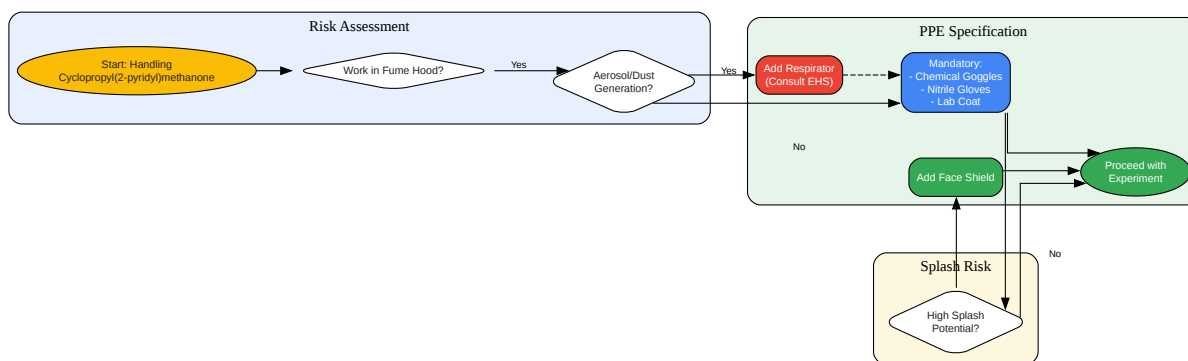 Risk Assessment
Start: Handling
Cyclopropyl(2-pyridyl)methanone
Work in Fume Hood?
Yes
Aerosol/Dust
Generation?
Yes
PPE Specification
Add Respirator
(Consult EHS)
Mandatory:
- Chemical Goggles
- Nitrile Gloves
- Lab Coat
No
Add Face Shield
Proceed with
Experiment
Splash Risk
No
High Splash
Potential?